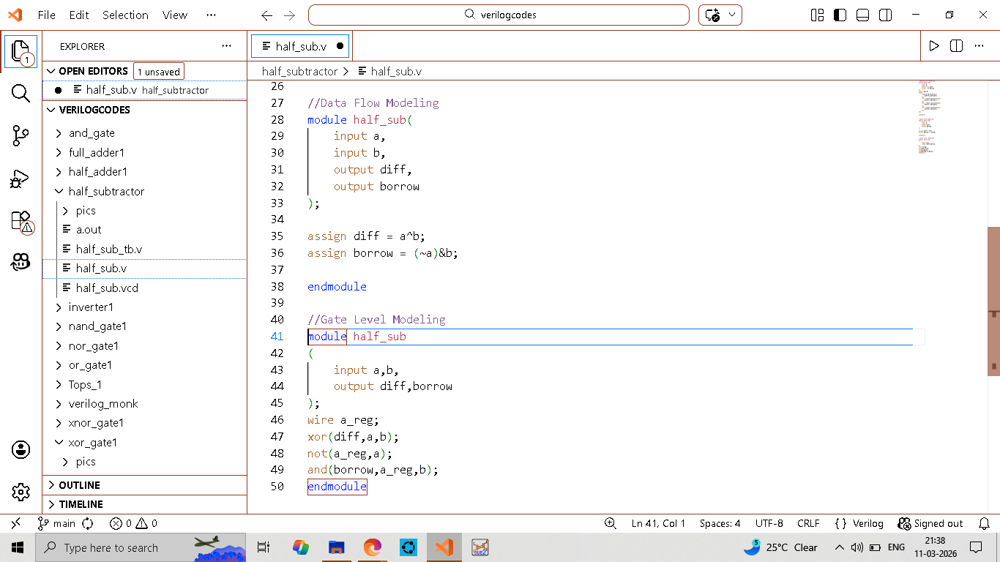 File Edit Selection View ···
verilogcodes
EXPLORER ···
OPEN EDITORS 1 unsaved
half_sub.v half_subtractor
VERILOGCODES
and_gate
full_adder1
half_adder1
half_subtractor
pics
a.out
half_sub_tb.v
half_sub.v
half_sub.vcd
inverter1
nand_gate1
nor_gate1
or_gate1
Tops_1
verilog_monk
xnor_gate1
xor_gate1
pics
OUTLINE
TIMELINE
1
half_sub.v
half_subtractor > half_sub.v
26
27 //Data Flow Modeling
28 module half_sub(
29 input a,
30 input b,
31 output diff,
32 output borrow
33 );
34
35 assign diff = a^b;
36 assign borrow = (~a)&b;
37
38 endmodule
39
40 //Gate Level Modeling
41 module half_sub
42 (
43 input a,b,
44 output diff,borrow
45 );
46 wire a_reg;
47 xor(diff,a,b);
48 not(a_reg,a);
49 and(borrow,a_reg,b);
50 endmodule
main 0 0 Ln 41, Col 1 Spaces: 4 UTF-8 CRLF {} Verilog Signed out
Type here to search 5 25°C Clear ENG 21:38
11-03-2026